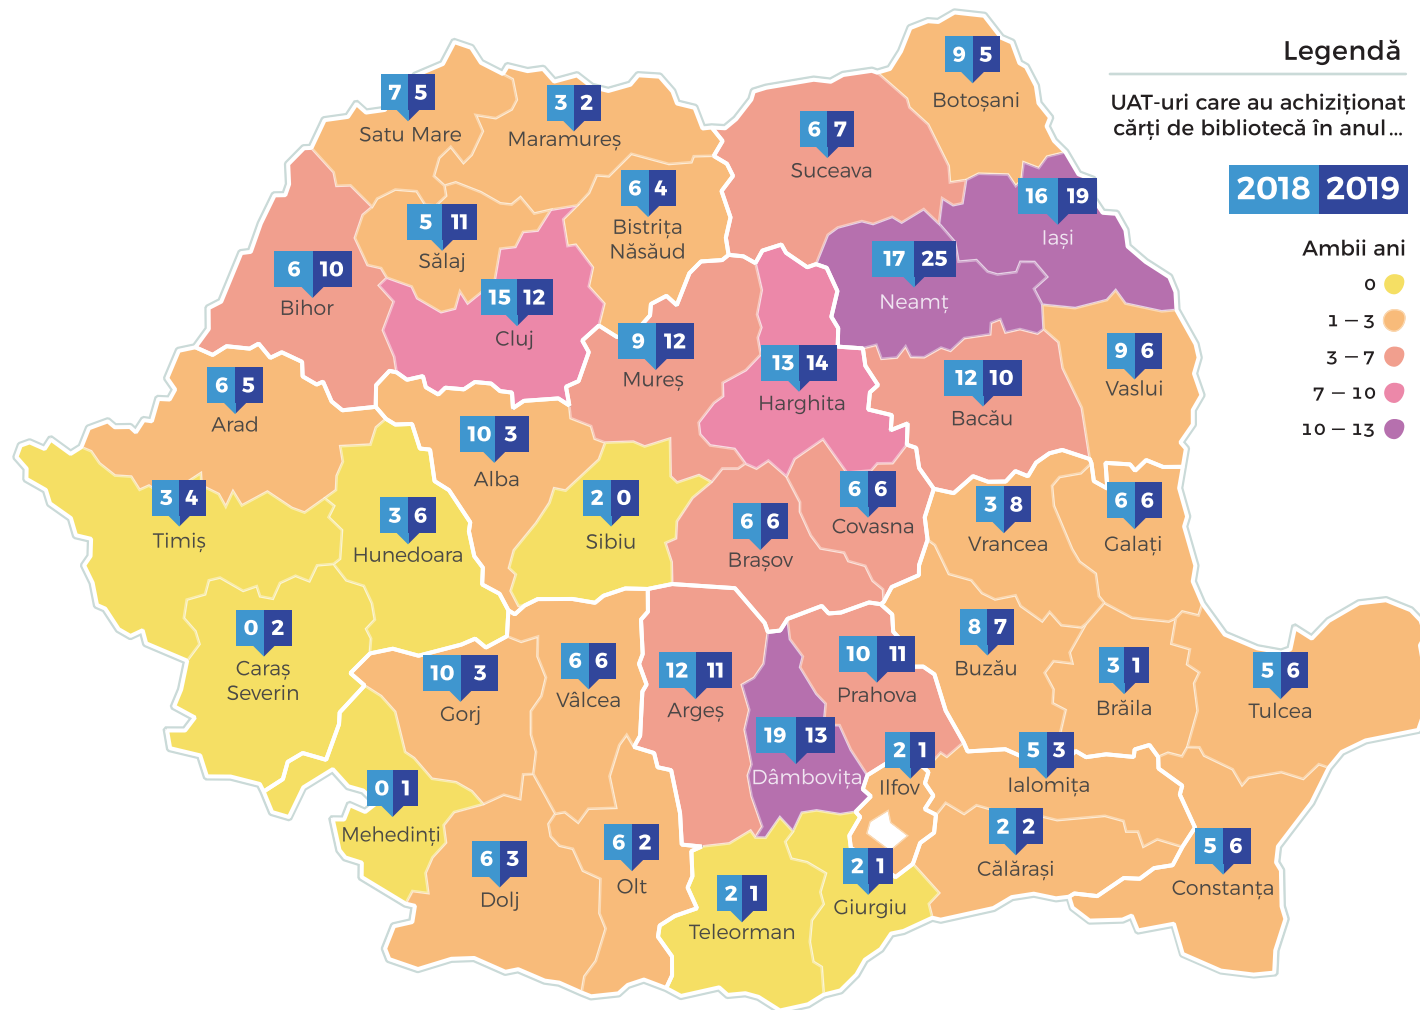 Legendă
UAT-uri care au achiziționat
cărți de bibliotecă în anul...
2018 2019
Ambii ani
0
1 – 3
3 – 7
7 – 10
10 – 13
9 5
Botoșani
7 5
Satu Mare
3 2
Maramureș
6 7
Suceava
6 4
Bistrița
Năsăud
16 19
Iași
5 11
Sălaj
17 25
Neamț
6 10
Bihor
15 12
Cluj
9 12
Mureș
13 14
Harghita
12 10
Bacău
9 6
Vaslui
6 5
Arad
10 3
Alba
3 4
Timiș
3 6
Hunedoara
2 0
Sibiu
6 6
Brașov
6 6
Covasna
3 8
Vrancea
6 6
Galați
0 2
Caraș
Severin
10 3
Gorj
6 6
Vâlcea
12 11
Argeș
10 11
Prahova
8 7
Buzău
3 1
Brăila
5 6
Tulcea
19 13
Dâmbovița
2 1
Ilfov
5 3
Ialomița
0 1
Mehedinți
6 3
Dolj
6 2
Olt
2 1
Teleorman
2 1
Giurgiu
2 2
Călărași
5 6
Constanța